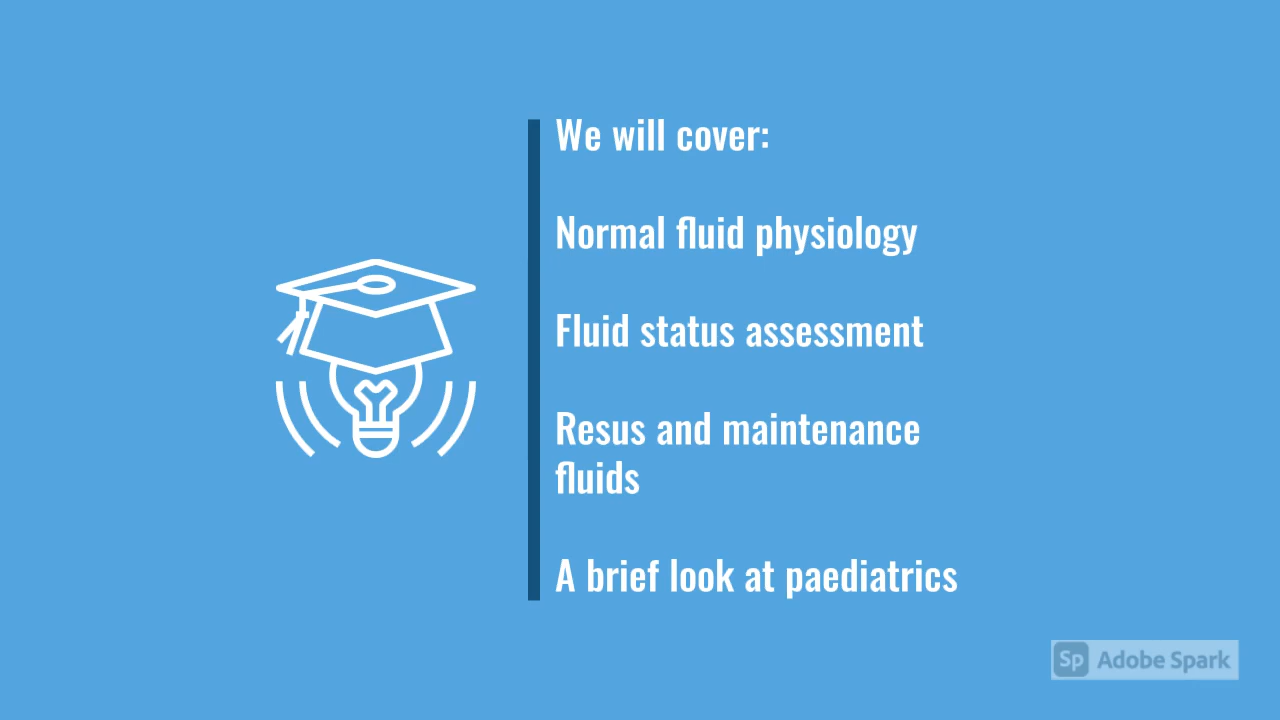 We will cover:
Normal fluid physiology
Fluid status assessment
Resus and maintenance
fluids
A brief look at paediatrics
Sp Adobe Spark